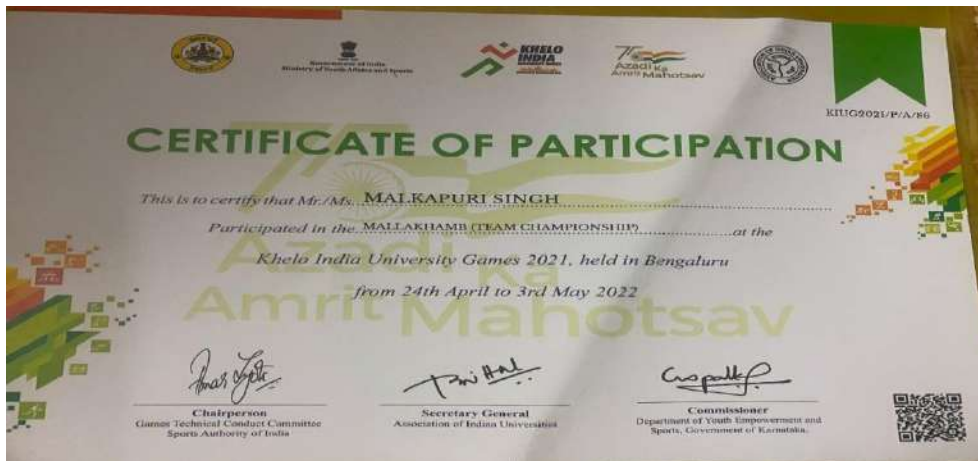 Government of India
Ministry of Youth Affairs and Sports
KHELO
INDIA
75
Azadi Ka
Amrit Mahotsav
KIUG2021/P/A/86
CERTIFICATE OF PARTICIPATION
This is to certify that Mr./Ms. MALKAPURI SINGH
Participated in the MALLAKHAMB (TEAM CHAMPIONSHIP) at the
Khelo India University Games 2021, held in Bengaluru
from 24th April to 3rd May 2022
Azadi Ka
Amrit Mahotsav
Chairperson
Games Technical Conduct Committee
Sports Authority of India
Secretary General
Association of Indian Universities
Commissioner
Department of Youth Empowerment and
Sports, Government of Karnataka.